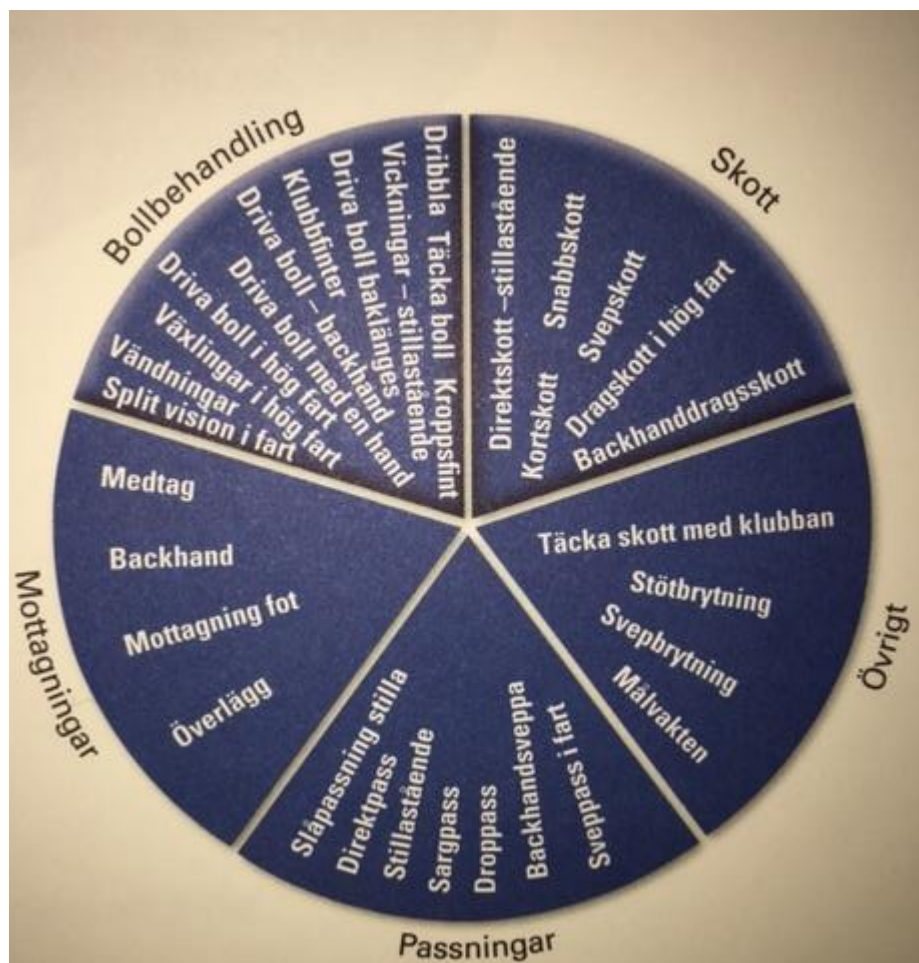 Bollbehandling
Dribbla Täcka boll Kroppsfint
Vickningar – stillastående
Driva boll baklänges
Klubbfinter
Driva boll – backhand
Driva boll med en hand
Driva boll i hög fart
Växlingar i hög fart
Vändningar
Split vision i fart
Skott
Direktskott –stillastående
Snabbskott
Kortskott
Svepskott
Dragskott i hög fart
Backhanddragsskott
Övrigt
Täcka skott med klubban
Stötbrytning
Svepbrytning
Målvakten
Passningar
Slåpassning stilla
Direktpass
Stillastående
Sargpass
Droppass
Backhandsveppa
Sveppass i fart
Mottagningar
Medtag
Backhand
Mottagning fot
Överlägg